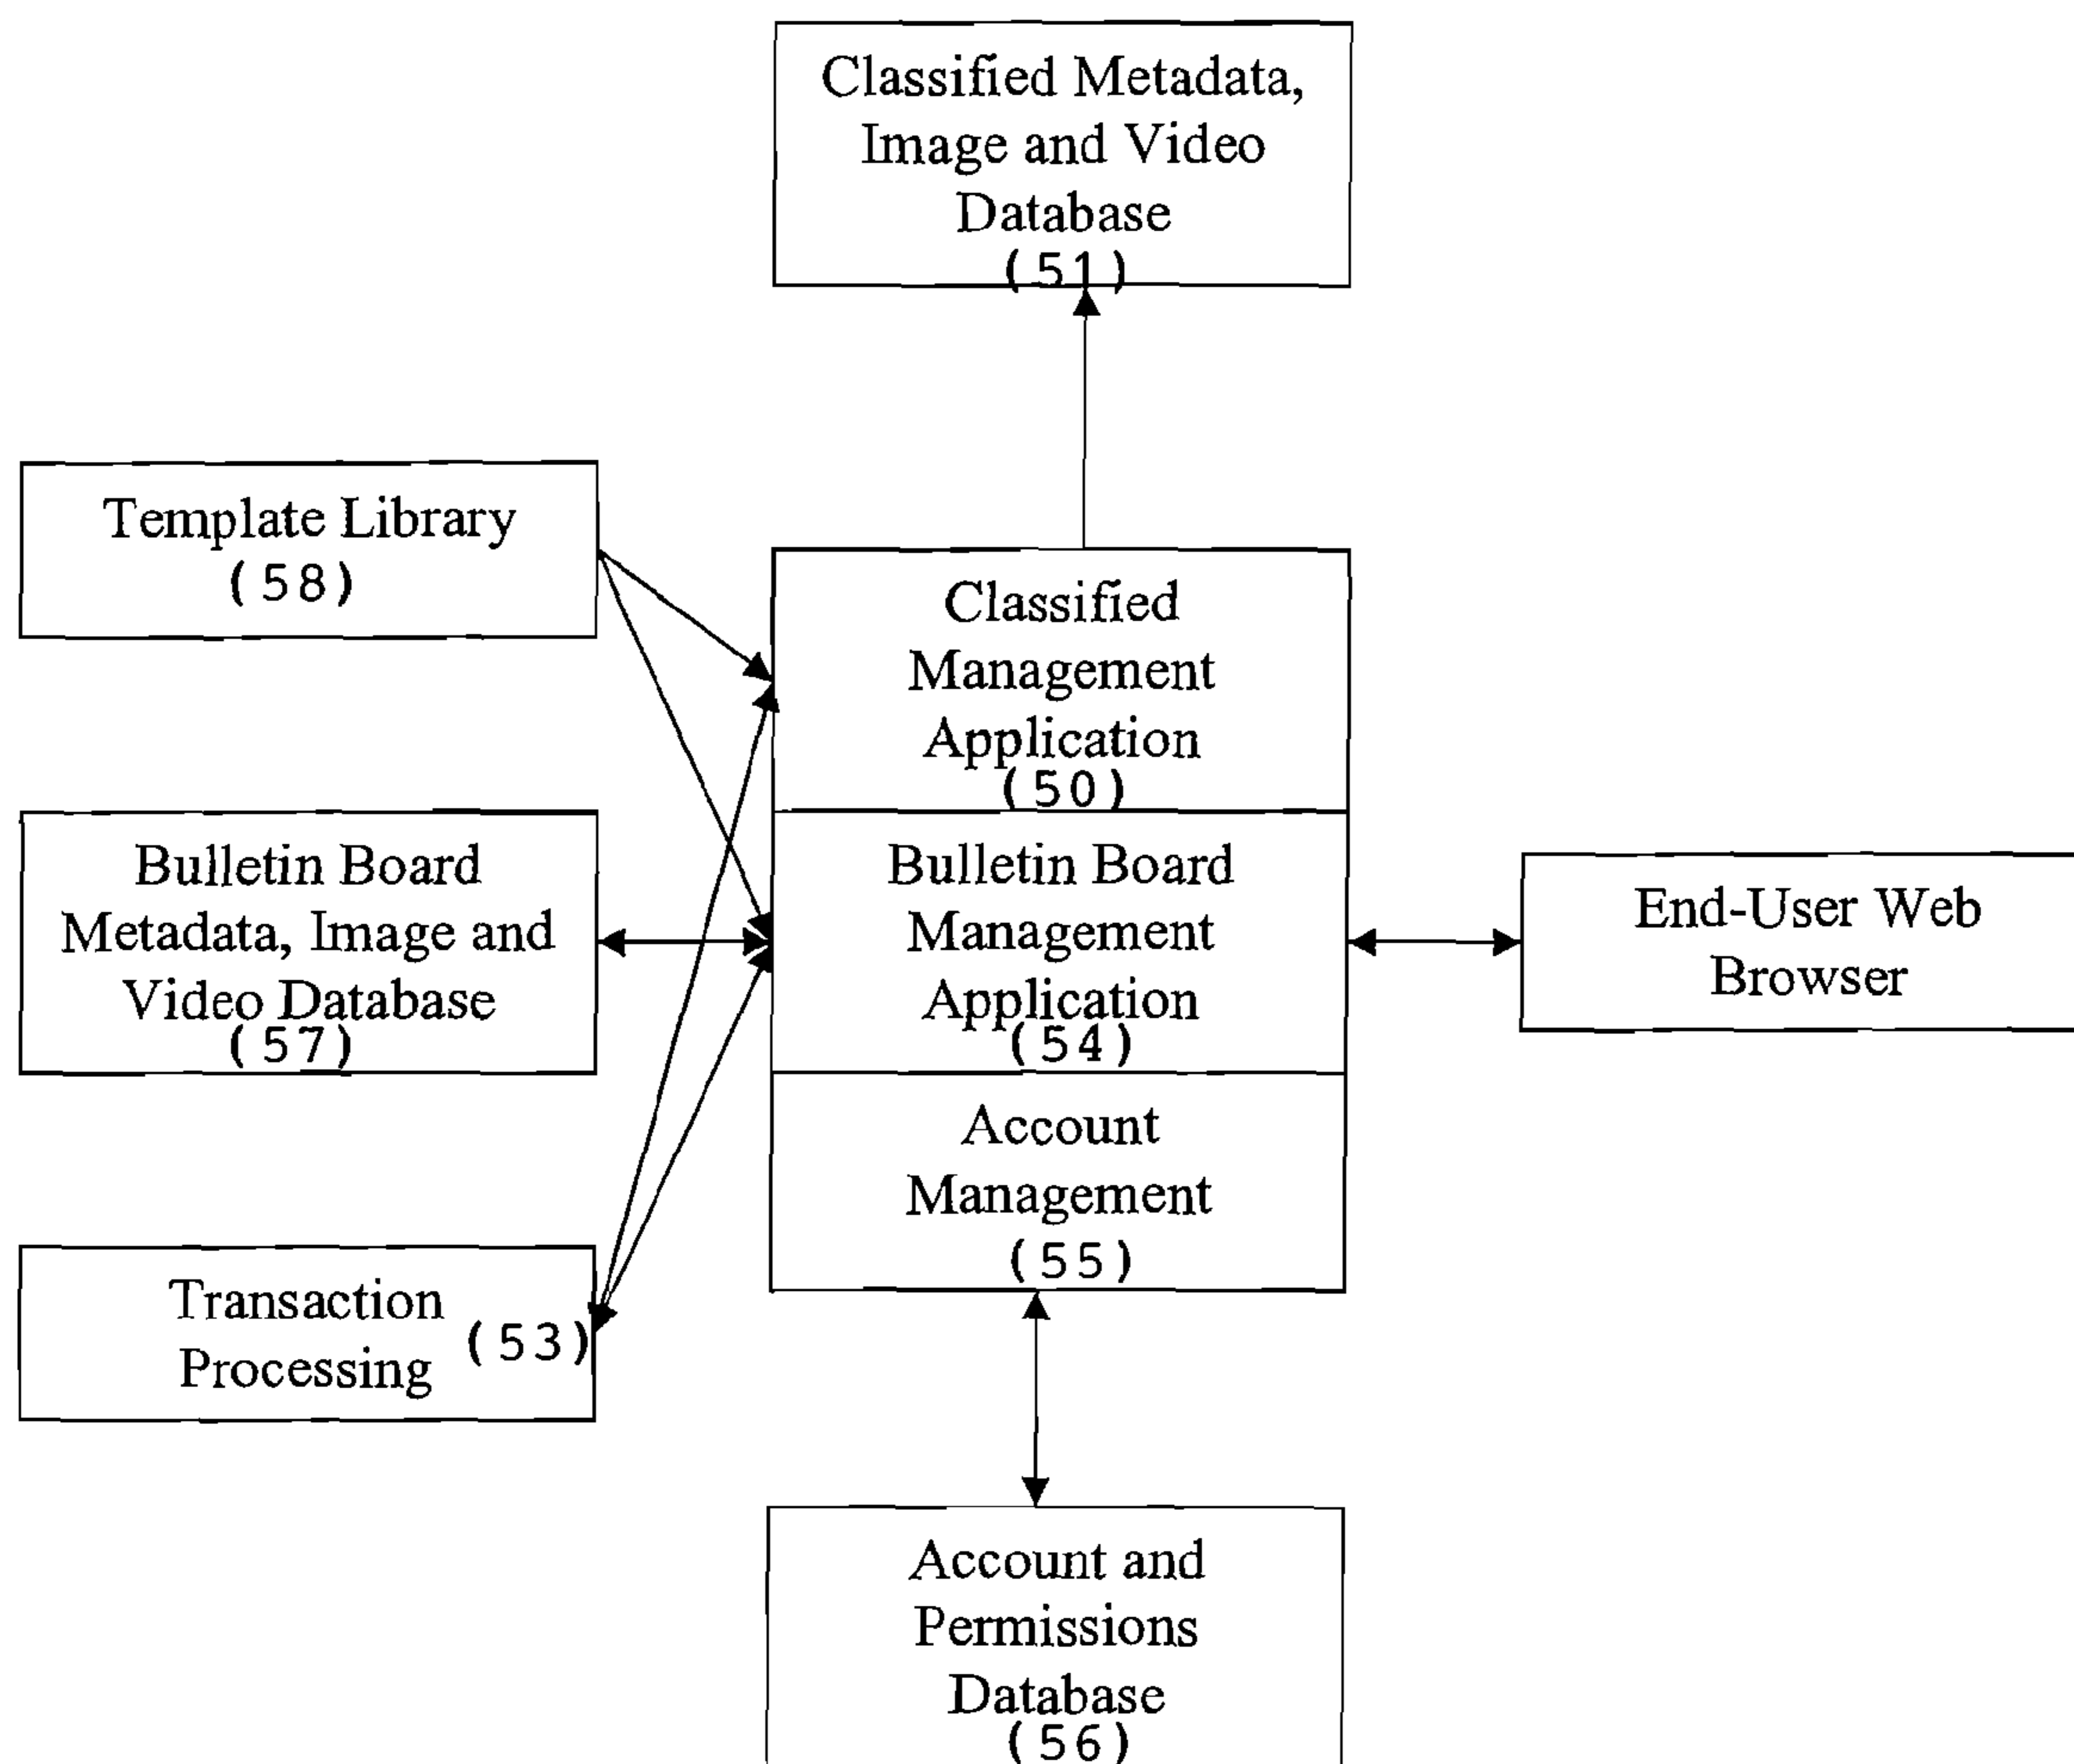 Classified Metadata,
Image and Video
Database
(51)
Template Library
(58)
Classified
Management
Application
(50)
Bulletin Board
Metadata, Image and
Video Database
(57)
Bulletin Board
Management
Application
(54)
End-User Web
Browser
Account
Management
(55)
Transaction
Processing (53)
Account and
Permissions
Database
(56)